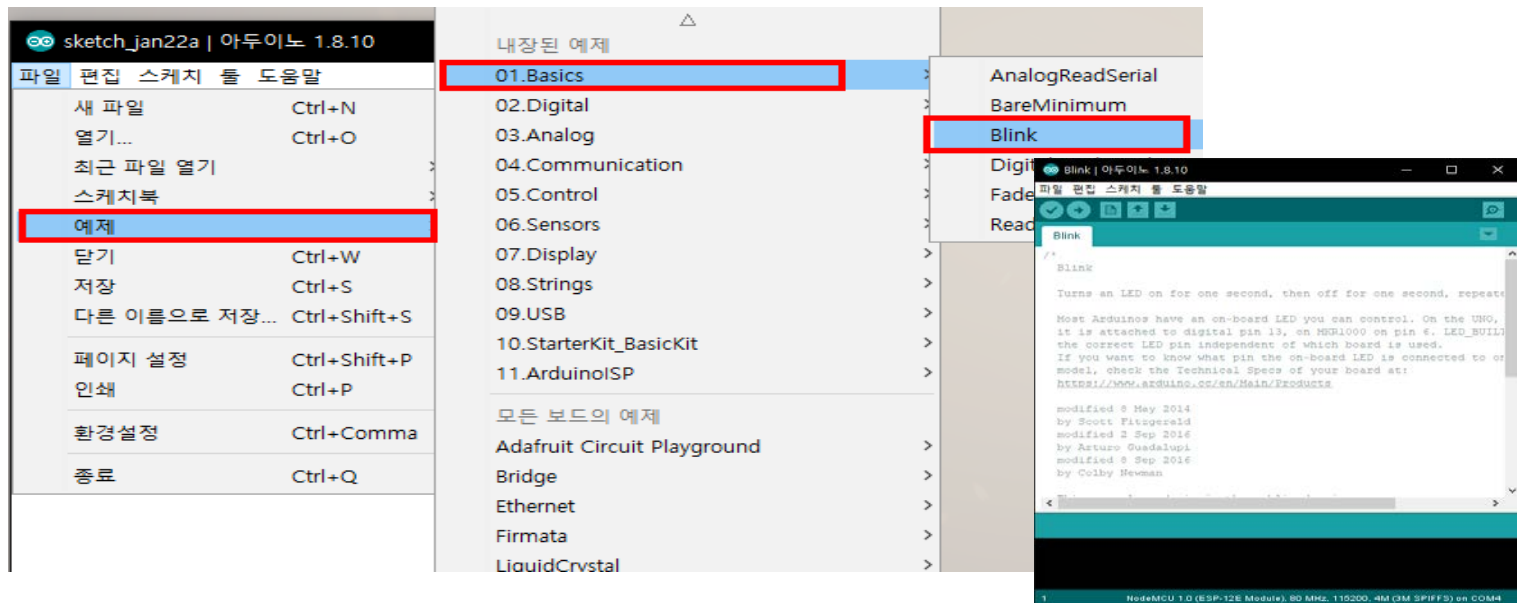 sketch_jan22a | 아두이노 1.8.10
파일 편집 스케치 툴 도움말
새 파일 Ctrl+N
열기... Ctrl+O
최근 파일 열기
스케치북
예제
닫기 Ctrl+W
저장 Ctrl+S
다른 이름으로 저장... Ctrl+Shift+S
페이지 설정 Ctrl+Shift+P
인쇄 Ctrl+P
환경설정 Ctrl+Comma
종료 Ctrl+Q
내장된 예제
01.Basics
02.Digital
03.Analog
04.Communication
05.Control
06.Sensors
07.Display
08.Strings
09.USB
10.StarterKit_BasicKit
11.ArduinoISP
모든 보드의 예제
Adafruit Circuit Playground
Bridge
Ethernet
Firmata
LiquidCrystal
AnalogReadSerial
BareMinimum
Blink
Digit
Fade
Read
Blink | 아두이노 1.8.10
파일 편집 스케치 툴 도움말
Blink
/*
Blink
Turns an LED on for one second, then off for one second, repeate
Most Arduinos have an on-board LED you can control. On the UNO,
it is attached to digital pin 13, on MKR1000 on pin 6. LED_BUIL
the correct LED pin independent of which board is used.
If you want to know what pin the on-board LED is connected to on
model, check the Technical Specs of your board at:
https://www.arduino.cc/en/Main/Products
modified 8 May 2014
by Scott Fitzgerald
modified 2 Sep 2016
by Arturo Guadalupi
modified 8 Sep 2016
by Colby Newman
1 NodeMCU 1.0 (ESP-12E Module), 80 MHz, 115200, 4M (3M SPIFFS) on COM4